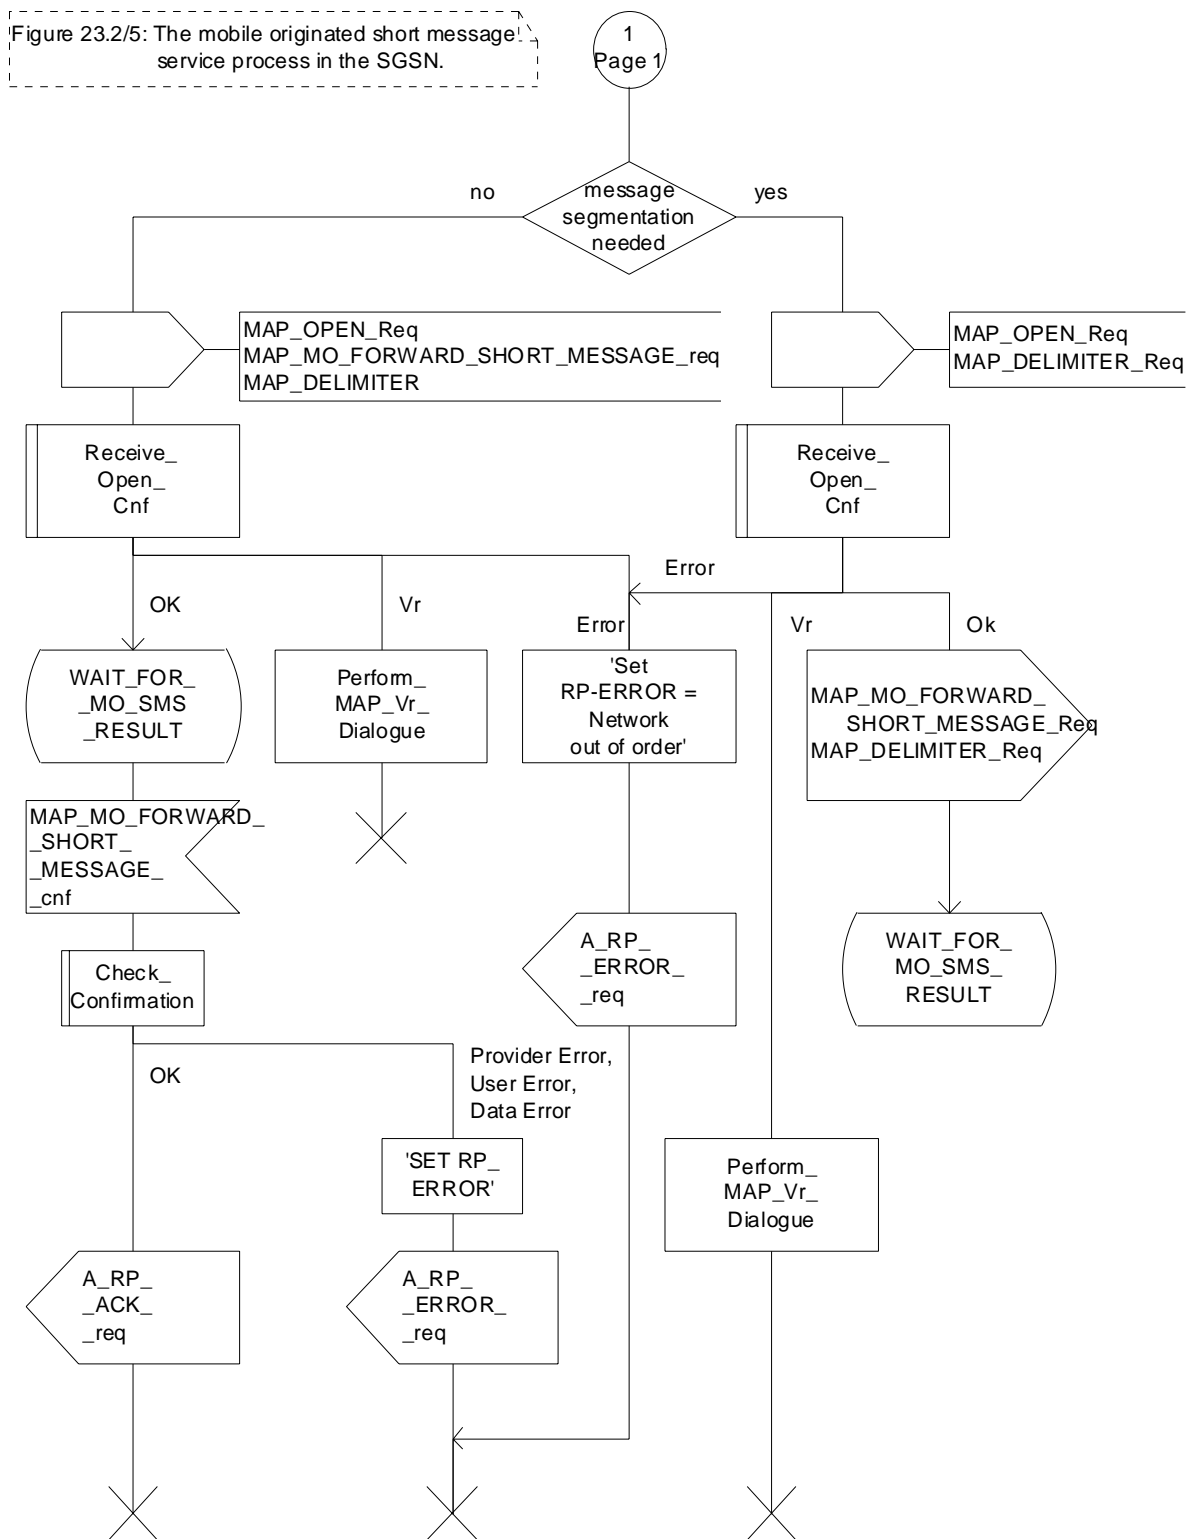 Figure 23.2/5: The mobile originated short message
service process in the SGSN.
1
Page 1
no
message
segmentation
needed
yes
MAP_OPEN_Req
MAP_MO_FORWARD_SHORT_MESSAGE_req
MAP_DELIMITER
MAP_OPEN_Req
MAP_DELIMITER_Req
Receive_
Open_
Cnf
Receive_
Open_
Cnf
Error
OK
Vr
Error
Vr
Ok
WAIT_FOR_
_MO_SMS
_RESULT
Perform_
MAP_Vr_
Dialogue
'Set
RP-ERROR =
Network
out of order'
MAP_MO_FORWARD_
SHORT_MESSAGE_Req
MAP_DELIMITER_Req
MAP_MO_FORWARD_
_SHORT_
_MESSAGE_
_cnf
A_RP_
_ERROR_
_req
WAIT_FOR_
MO_SMS_
RESULT
Check_
Confirmation
OK
Provider Error,
User Error,
Data Error
'SET RP_
ERROR'
Perform_
MAP_Vr_
Dialogue
A_RP_
_ACK_
_req
A_RP_
_ERROR_
_req